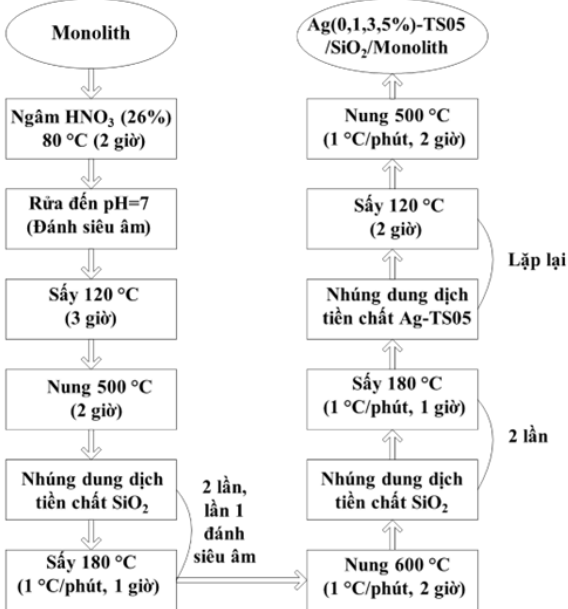 Monolith
Ngâm HNO₃ (26%)
80 °C (2 giờ)
Rửa đến pH=7
(Đánh siêu âm)
Sấy 120 °C
(3 giờ)
Nung 500 °C
(2 giờ)
Nhúng dung dịch
tiền chất SiO₂
2 lần,
lần 1
đánh
siêu âm
Sấy 180 °C
(1 °C/phút, 1 giờ)
Nung 600 °C
(1 °C/phút, 2 giờ)
Nhúng dung dịch
tiền chất SiO₂
2 lần
Sấy 180 °C
(1 °C/phút, 1 giờ)
Nhúng dung dịch
tiền chất Ag-TS05
Lặp lại
Sấy 120 °C
(2 giờ)
Nung 500 °C
(1 °C/phút, 2 giờ)
Ag(0,1,3,5%)-TS05
/SiO₂/Monolith